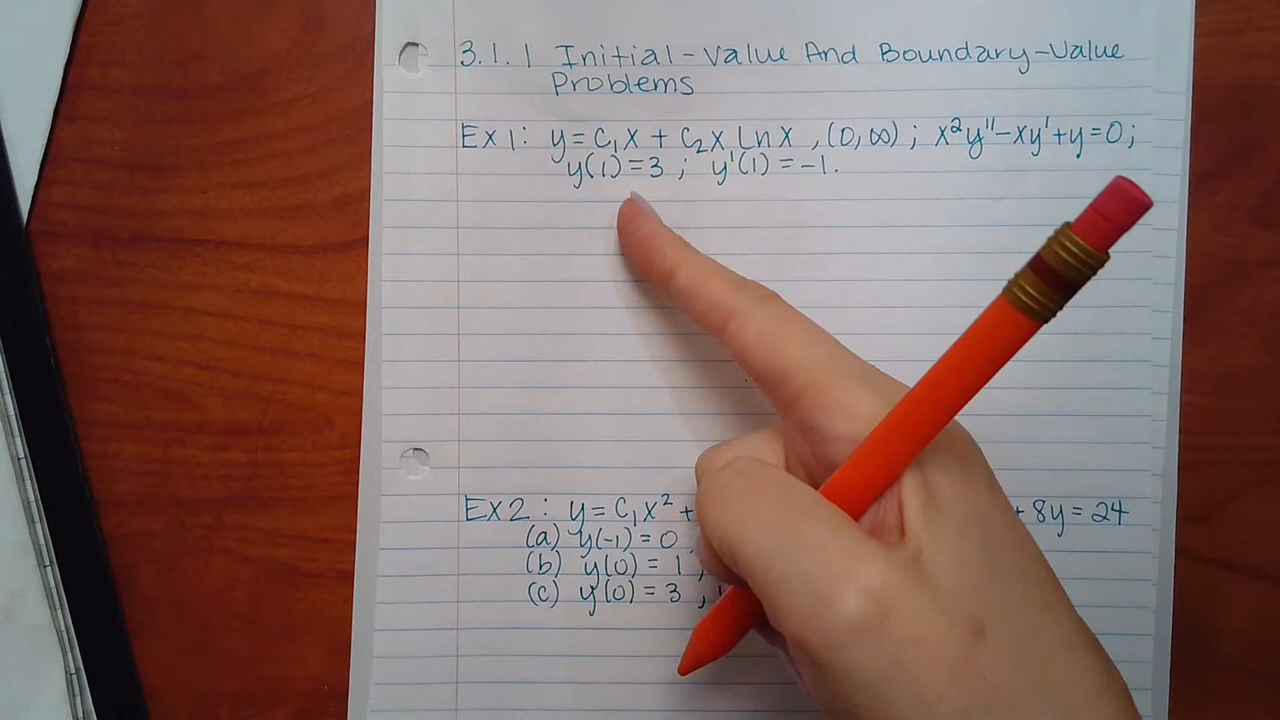 3.1.1 Initial-Value And Boundary-Value
Problems
Ex 1: y = C₁x + C₂x ln x , (0, ∞) ; x²y'' - xy' + y = 0 ;
y(1) = 3 ; y'(1) = -1.
Ex 2 : y = C₁x² + + 8y = 24
(a) y(-1) = 0
(b) y(0) = 1 ,
(c) y(0) = 3 ,